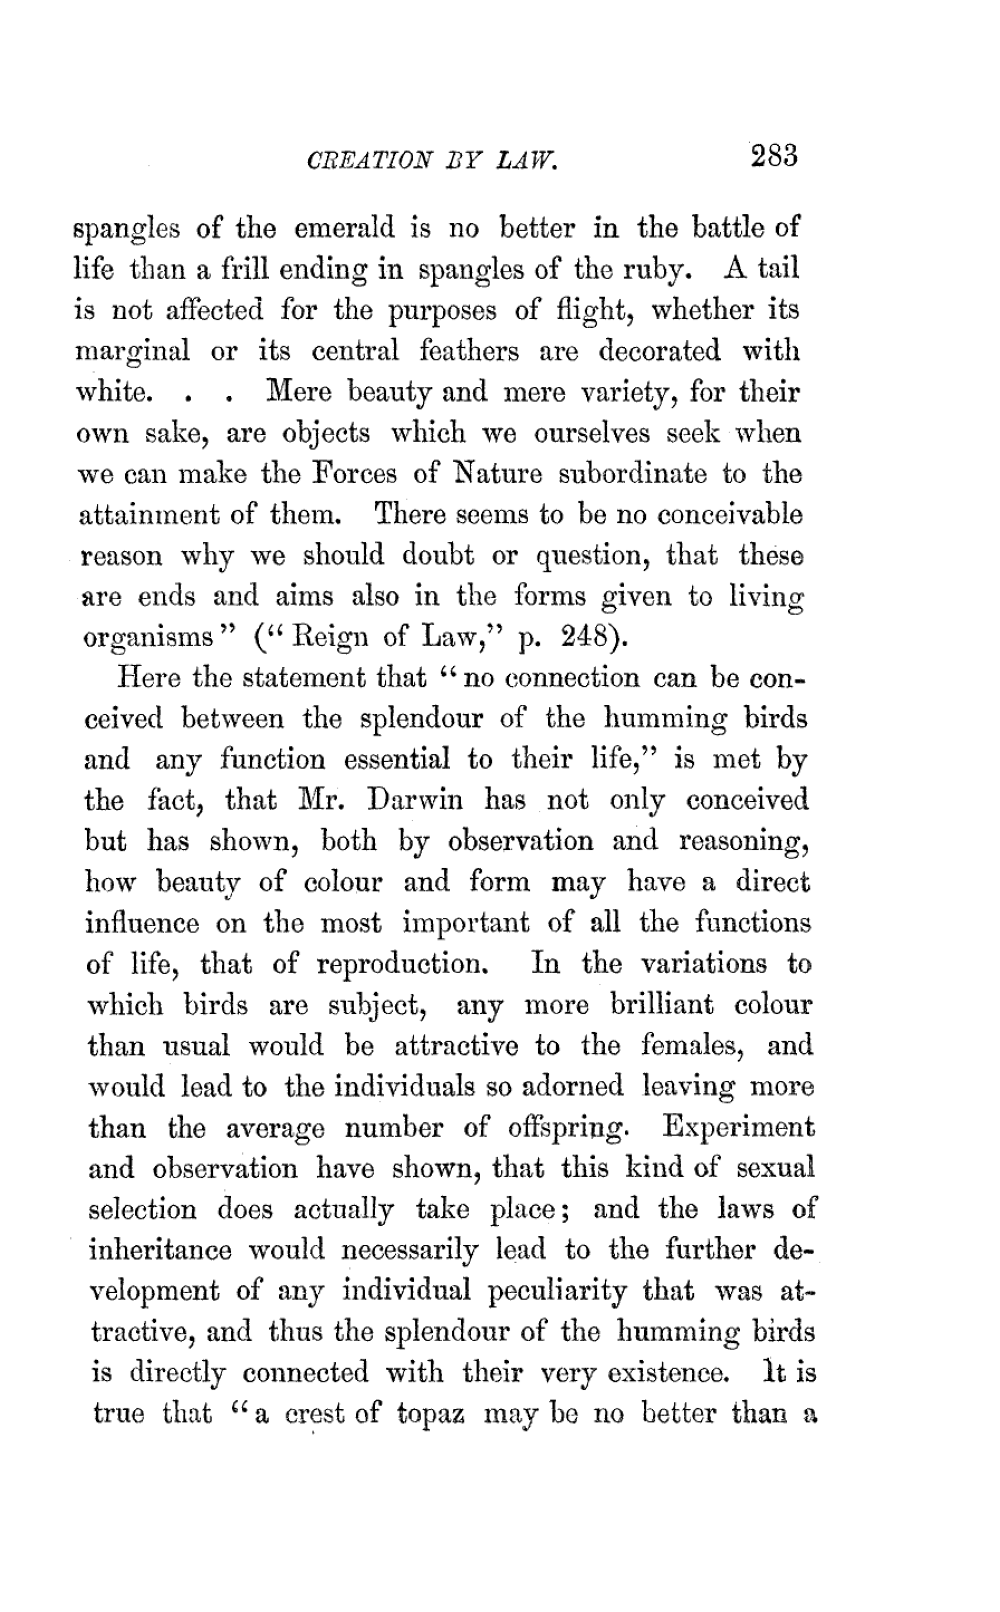 CREATION BY LAW. 283
spangles of the emerald is no better in the battle of
life than a frill ending in spangles of the ruby. A tail
is not affected for the purposes of flight, whether its
marginal or its central feathers are decorated with
white. . . Mere beauty and mere variety, for their
own sake, are objects which we ourselves seek when
we can make the Forces of Nature subordinate to the
attainment of them. There seems to be no conceivable
reason why we should doubt or question, that these
are ends and aims also in the forms given to living
organisms” (“Reign of Law,” p. 248).
Here the statement that “no connection can be con-
ceived between the splendour of the humming birds
and any function essential to their life,” is met by
the fact, that Mr. Darwin has not only conceived
but has shown, both by observation and reasoning,
how beauty of colour and form may have a direct
influence on the most important of all the functions
of life, that of reproduction. In the variations to
which birds are subject, any more brilliant colour
than usual would be attractive to the females, and
would lead to the individuals so adorned leaving more
than the average number of offspring. Experiment
and observation have shown, that this kind of sexual
selection does actually take place; and the laws of
inheritance would necessarily lead to the further de-
velopment of any individual peculiarity that was at-
tractive, and thus the splendour of the humming birds
is directly connected with their very existence. It is
true that “a crest of topaz may be no better than a